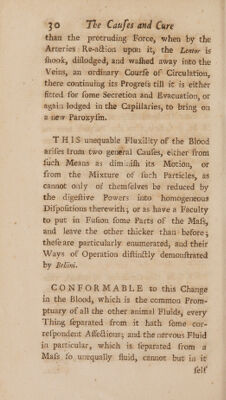 30 The Causes and Cure
than the protruding Force, when by the
Arteries Re-action upon it, the Lentor is
shook, dislodged, and washed away into the
Veins, an ordinary Course of Circulation,
there continuing its Progress till it is either
fitted for some Secretion and Evacuation, or
again lodged in the Capillaries, to bring on
a new Paroxysm.
THIS unequable Fluxility of the Blood
arises from two general Causes, either from
such Means as diminish its Motion, or
from the Mixture of such Particles, as
cannot only of themselves be reduced by
the digestive Powers into homogeneous
Dispositions therewith; or as have a Faculty
to put in Fusion some Parts of the Mass,
and leave the other thicker than before;
these are particularly enumerated, and their
Ways of Operation distinctly demonstrated
by Bellini.
CONFORMABLE to this Change
in the Blood, which is the common Prom-
ptuary of all the other animal Fluids, every
Thing separated from it hath some cor-
respondent Affections; and the nervous Fluid
in particular, which is separated from a
Mass so unequally fluid, cannot but in it
self